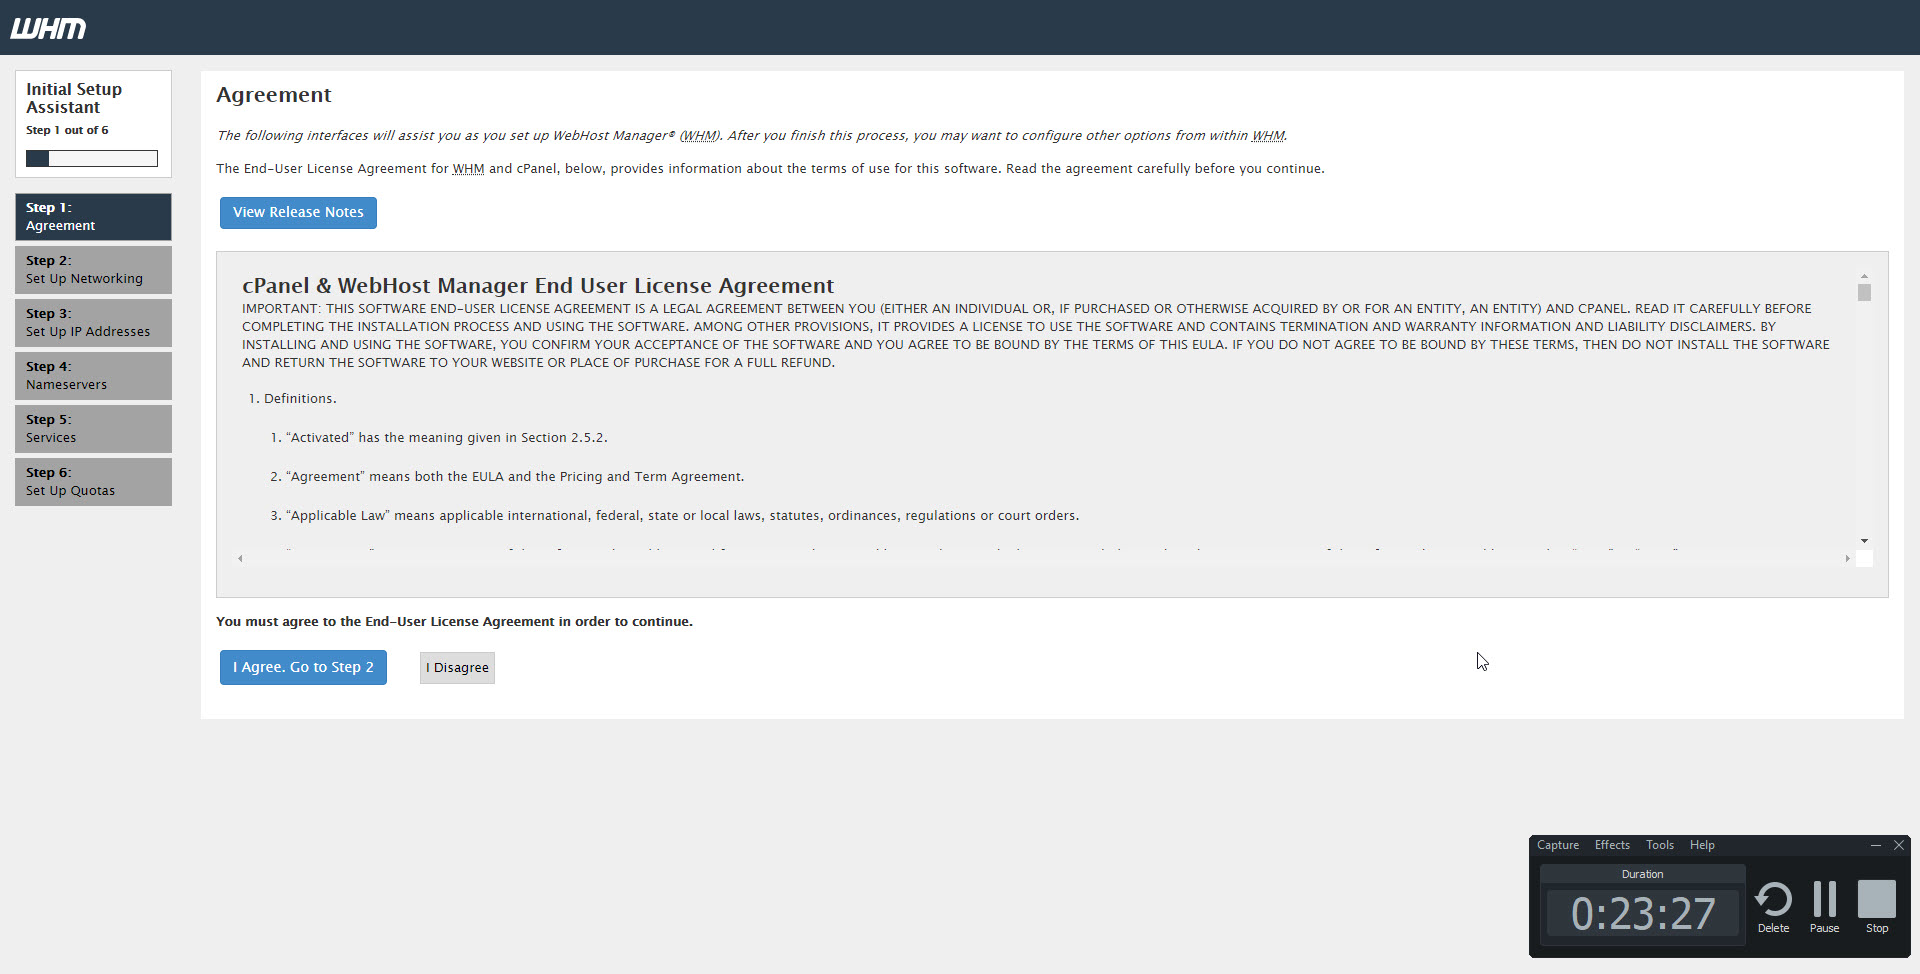 WHM
Initial Setup
Assistant
Step 1 out of 6
Step 1:
Agreement
Step 2:
Set Up Networking
Step 3:
Set Up IP Addresses
Step 4:
Nameservers
Step 5:
Services
Step 6:
Set Up Quotas
Agreement
The following interfaces will assist you as you set up WebHost Manager® (WHM). After you finish this process, you may want to configure other options from within WHM.
The End-User License Agreement for WHM and cPanel, below, provides information about the terms of use for this software. Read the agreement carefully before you continue.
View Release Notes
cPanel & WebHost Manager End User License Agreement
IMPORTANT: THIS SOFTWARE END-USER LICENSE AGREEMENT IS A LEGAL AGREEMENT BETWEEN YOU (EITHER AN INDIVIDUAL OR, IF PURCHASED OR OTHERWISE ACQUIRED BY OR FOR AN ENTITY, AN ENTITY) AND CPANEL. READ IT CAREFULLY BEFORE
COMPLETING THE INSTALLATION PROCESS AND USING THE SOFTWARE. AMONG OTHER PROVISIONS, IT PROVIDES A LICENSE TO USE THE SOFTWARE AND CONTAINS TERMINATION AND WARRANTY INFORMATION AND LIABILITY DISCLAIMERS. BY
INSTALLING AND USING THE SOFTWARE, YOU CONFIRM YOUR ACCEPTANCE OF THE SOFTWARE AND YOU AGREE TO BE BOUND BY THE TERMS OF THIS EULA. IF YOU DO NOT AGREE TO BE BOUND BY THESE TERMS, THEN DO NOT INSTALL THE SOFTWARE
AND RETURN THE SOFTWARE TO YOUR WEBSITE OR PLACE OF PURCHASE FOR A FULL REFUND.
1. Definitions.
1. “Activated” has the meaning given in Section 2.5.2.
2. “Agreement” means both the EULA and the Pricing and Term Agreement.
3. “Applicable Law” means applicable international, federal, state or local laws, statutes, ordinances, regulations or court orders.
You must agree to the End-User License Agreement in order to continue.
I Agree. Go to Step 2
I Disagree
Capture Effects Tools Help
Duration
0:23:27
Delete Pause Stop